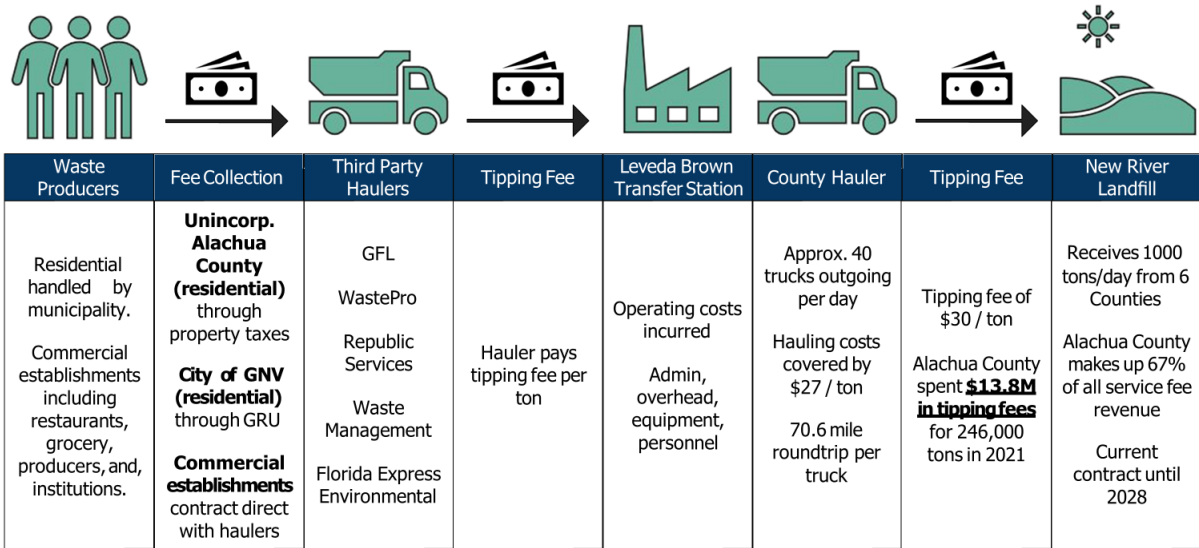 Waste
Producers
Fee Collection
Third Party
Haulers
Tipping Fee
Leveda Brown
Transfer Station
County Hauler
Tipping Fee
New River
Landfill
Residential
handled by
municipality.
Commercial
establishments
including
restaurants,
grocery,
producers, and,
institutions.
Unincorp.
Alachua
County
(residential)
through
property taxes
City of GNV
(residential)
through GRU
Commercial
establishments
contract direct
with haulers
GFL
WastePro
Republic
Services
Waste
Management
Florida Express
Environmental
Hauler pays
tipping fee per
ton
Operating costs
incurred
Admin,
overhead,
equipment,
personnel
Approx. 40
trucks outgoing
per day
Hauling costs
covered by
$27 / ton
70.6 mile
roundtrip per
truck
Tipping fee of
$30 / ton
Alachua County
spent $13.8M
in tipping fees
for 246,000
tons in 2021
Receives 1000
tons/day from 6
Counties
Alachua County
makes up 67%
of all service fee
revenue
Current
contract until
2028